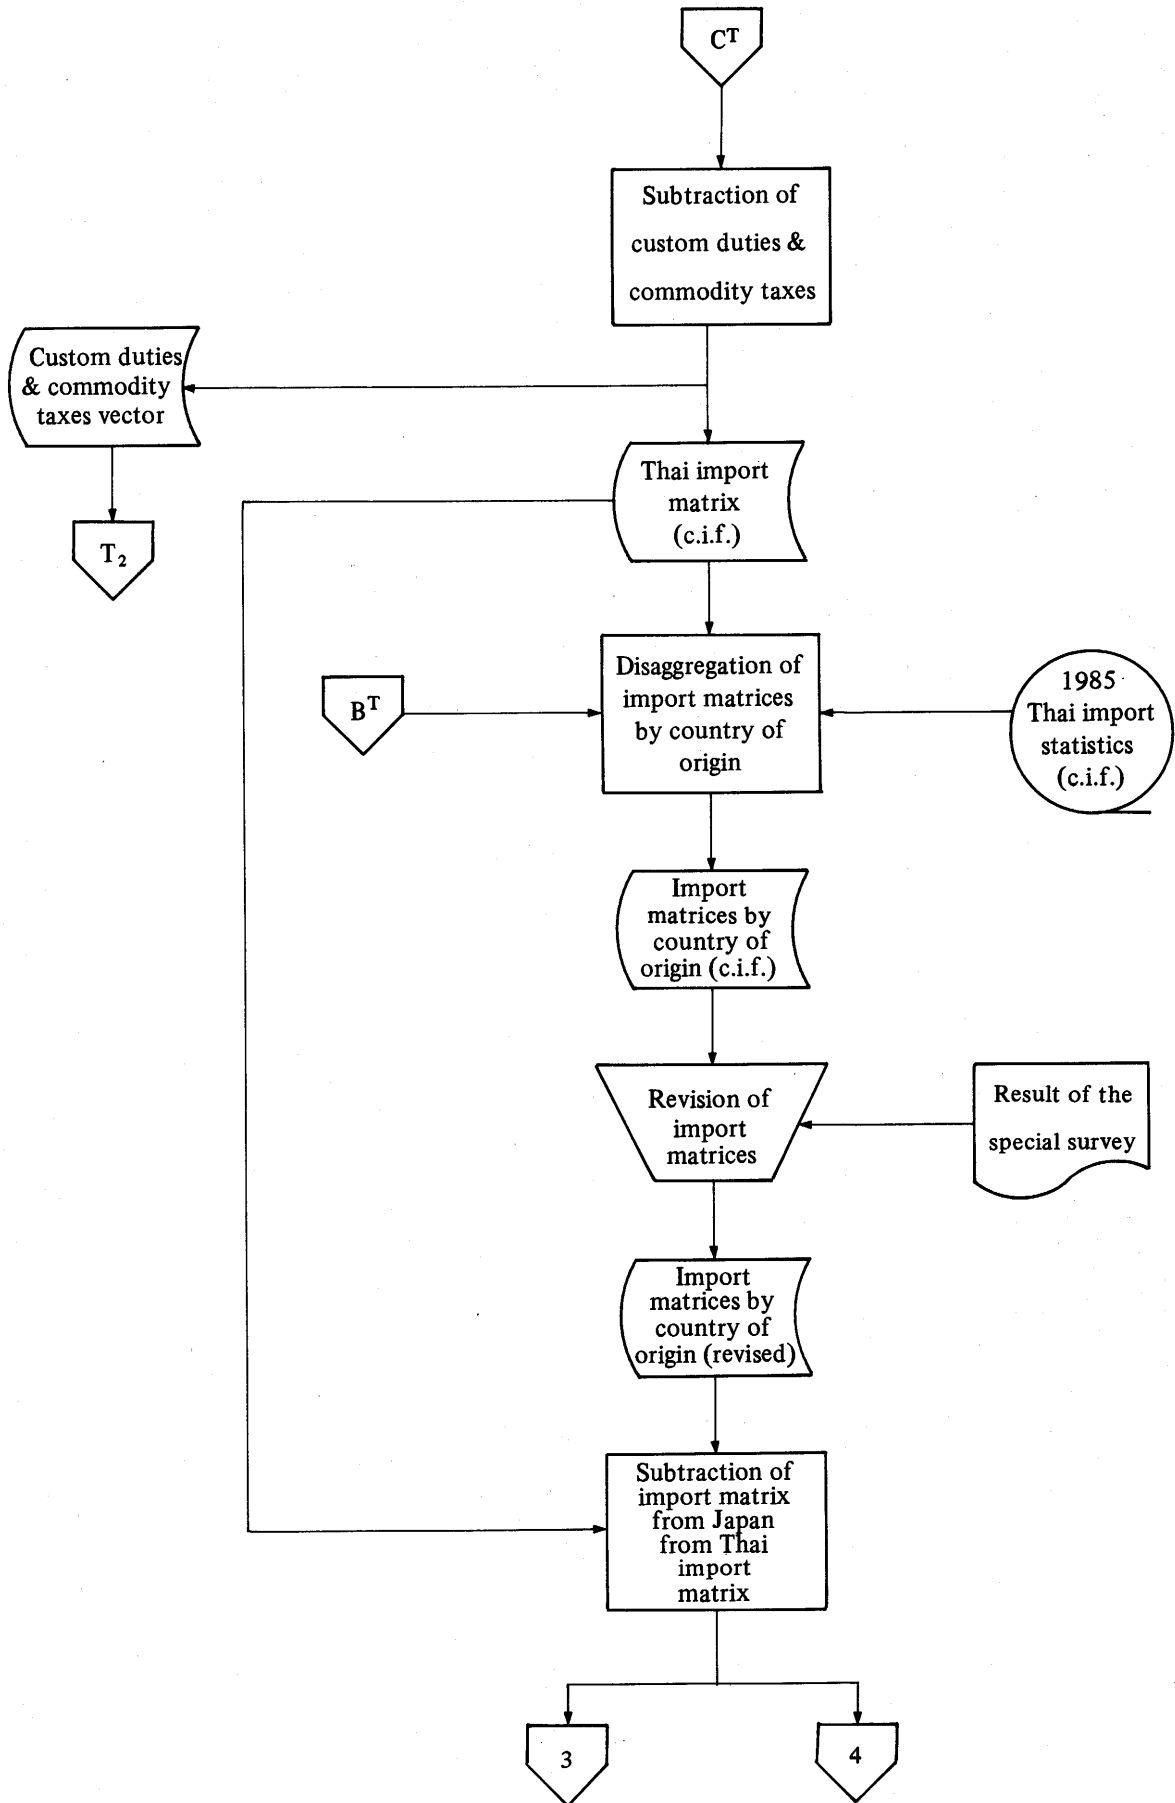 Cᵀ
Subtraction of
custom duties &
commodity taxes
Custom duties
& commodity
taxes vector
T₂
Thai import
matrix
(c.i.f.)
Disaggregation of
import matrices
by country of
origin
Bᵀ
1985
Thai import
statistics
(c.i.f.)
Import
matrices by
country of
origin (c.i.f.)
Revision of
import
matrices
Result of the
special survey
Import
matrices by
country of
origin (revised)
Subtraction of
import matrix
from Japan
from Thai
import
matrix
3
4